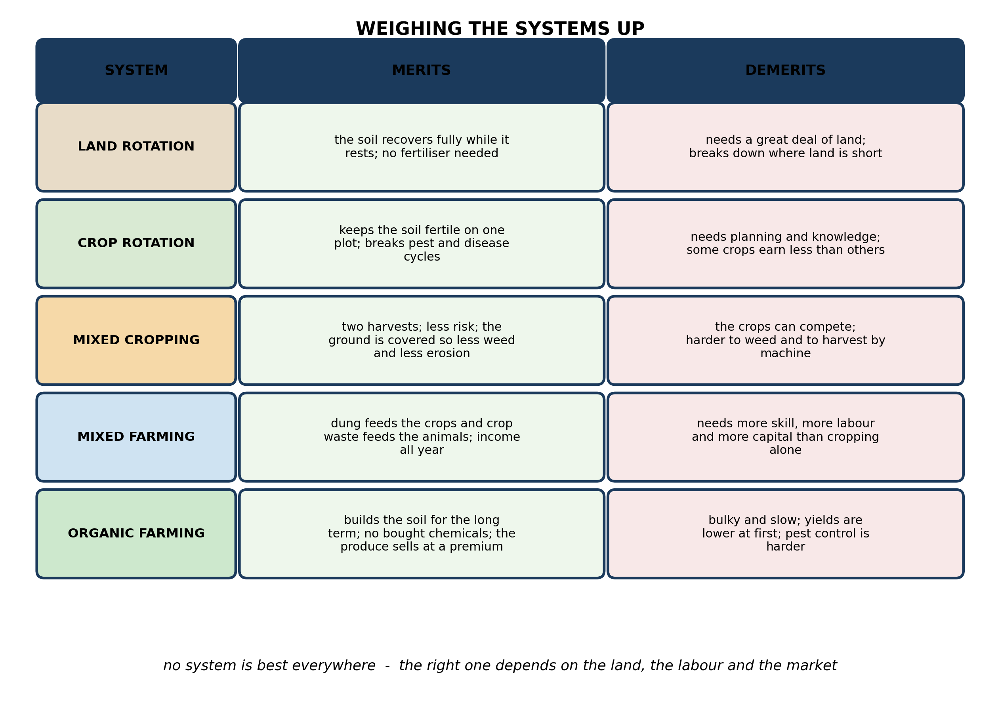 WEIGHING THE SYSTEMS UP
SYSTEM
MERITS
DEMERITS
LAND ROTATION
the soil recovers fully while it
rests; no fertiliser needed
needs a great deal of land;
breaks down where land is short
CROP ROTATION
keeps the soil fertile on one
plot; breaks pest and disease
cycles
needs planning and knowledge;
some crops earn less than others
MIXED CROPPING
two harvests; less risk; the
ground is covered so less weed
and less erosion
the crops can compete;
harder to weed and to harvest by
machine
MIXED FARMING
dung feeds the crops and crop
waste feeds the animals; income
all year
needs more skill, more labour
and more capital than cropping
alone
ORGANIC FARMING
builds the soil for the long
term; no bought chemicals; the
produce sells at a premium
bulky and slow; yields are
lower at first; pest control is
harder
no system is best everywhere - the right one depends on the land, the labour and the market